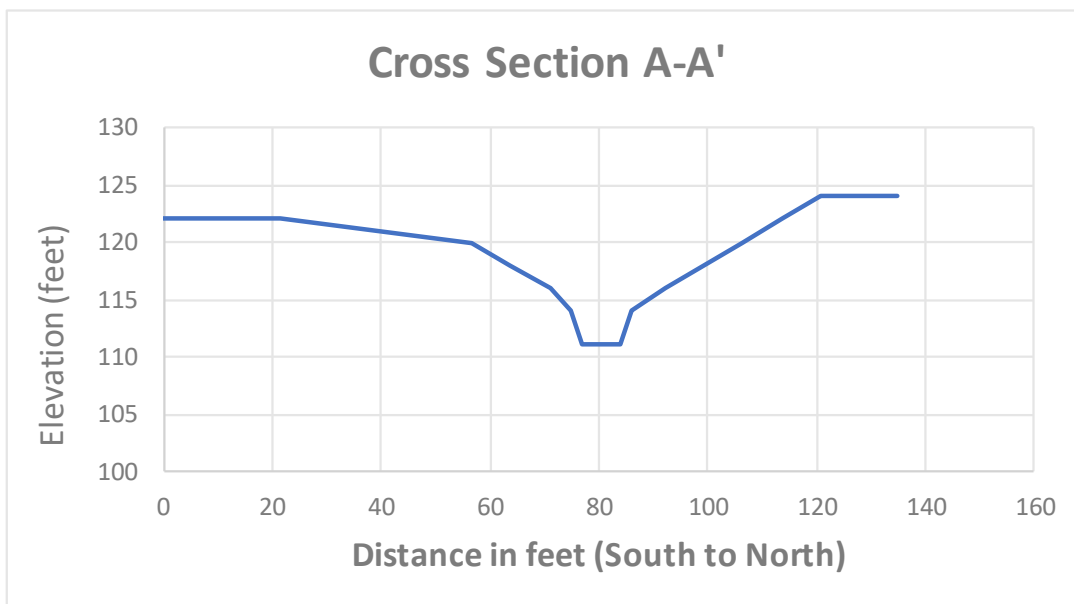 Cross Section A-A'
Elevation (feet)
130
125
120
115
110
105
100
0 20 40 60 80 100 120 140 160
Distance in feet (South to North)